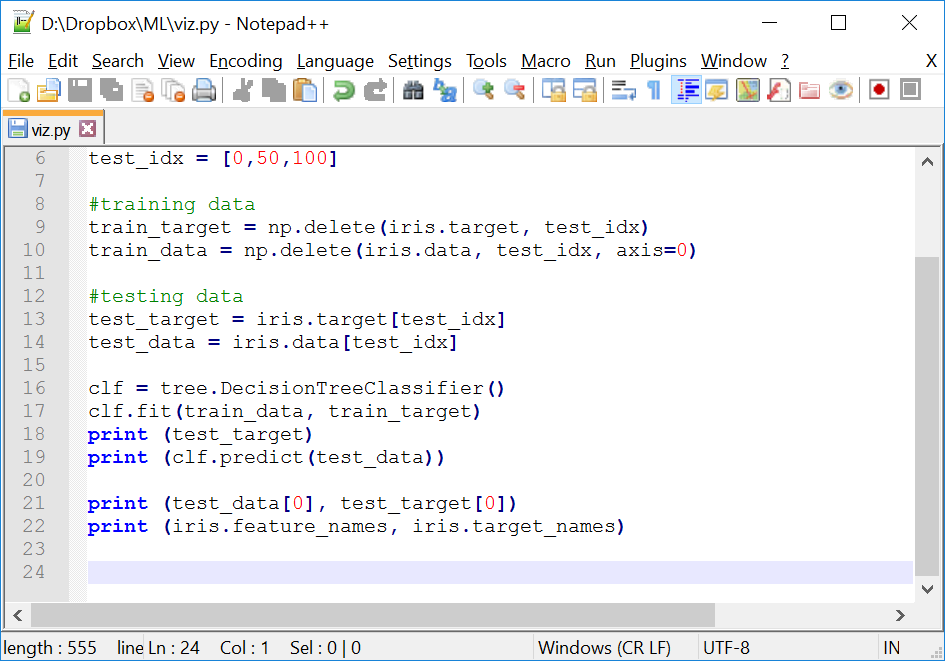 D:\Dropbox\ML\viz.py - Notepad++
File Edit Search View Encoding Language Settings Tools Macro Run Plugins Window ? X
viz.py
6 test_idx = [0,50,100]
7
8 #training data
9 train_target = np.delete(iris.target, test_idx)
10 train_data = np.delete(iris.data, test_idx, axis=0)
11
12 #testing data
13 test_target = iris.target[test_idx]
14 test_data = iris.data[test_idx]
15
16 clf = tree.DecisionTreeClassifier()
17 clf.fit(train_data, train_target)
18 print (test_target)
19 print (clf.predict(test_data))
20
21 print (test_data[0], test_target[0])
22 print (iris.feature_names, iris.target_names)
23
24
length : 555 line Ln : 24 Col : 1 Sel : 0 | 0 Windows (CR LF) UTF-8 IN